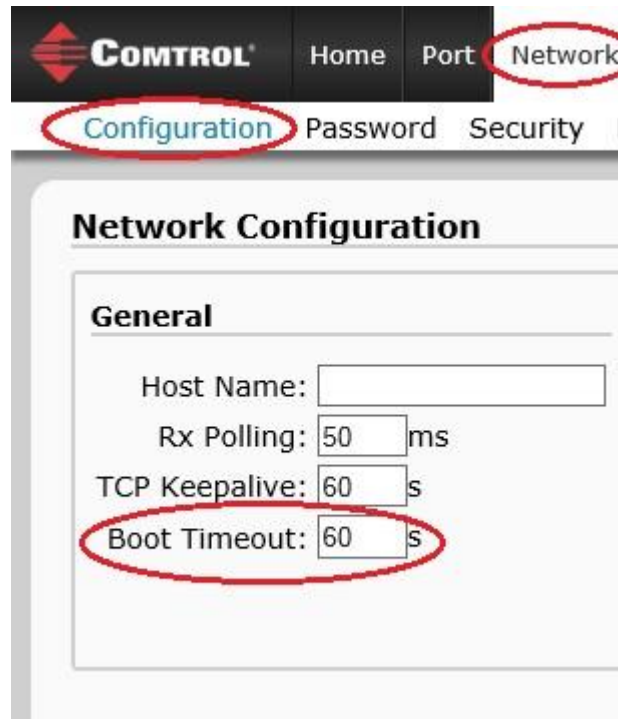 COMTROL Home Port Network
Configuration Password Security
Network Configuration
General
Host Name:
Rx Polling: 50 ms
TCP Keepalive: 60 s
Boot Timeout: 60 s